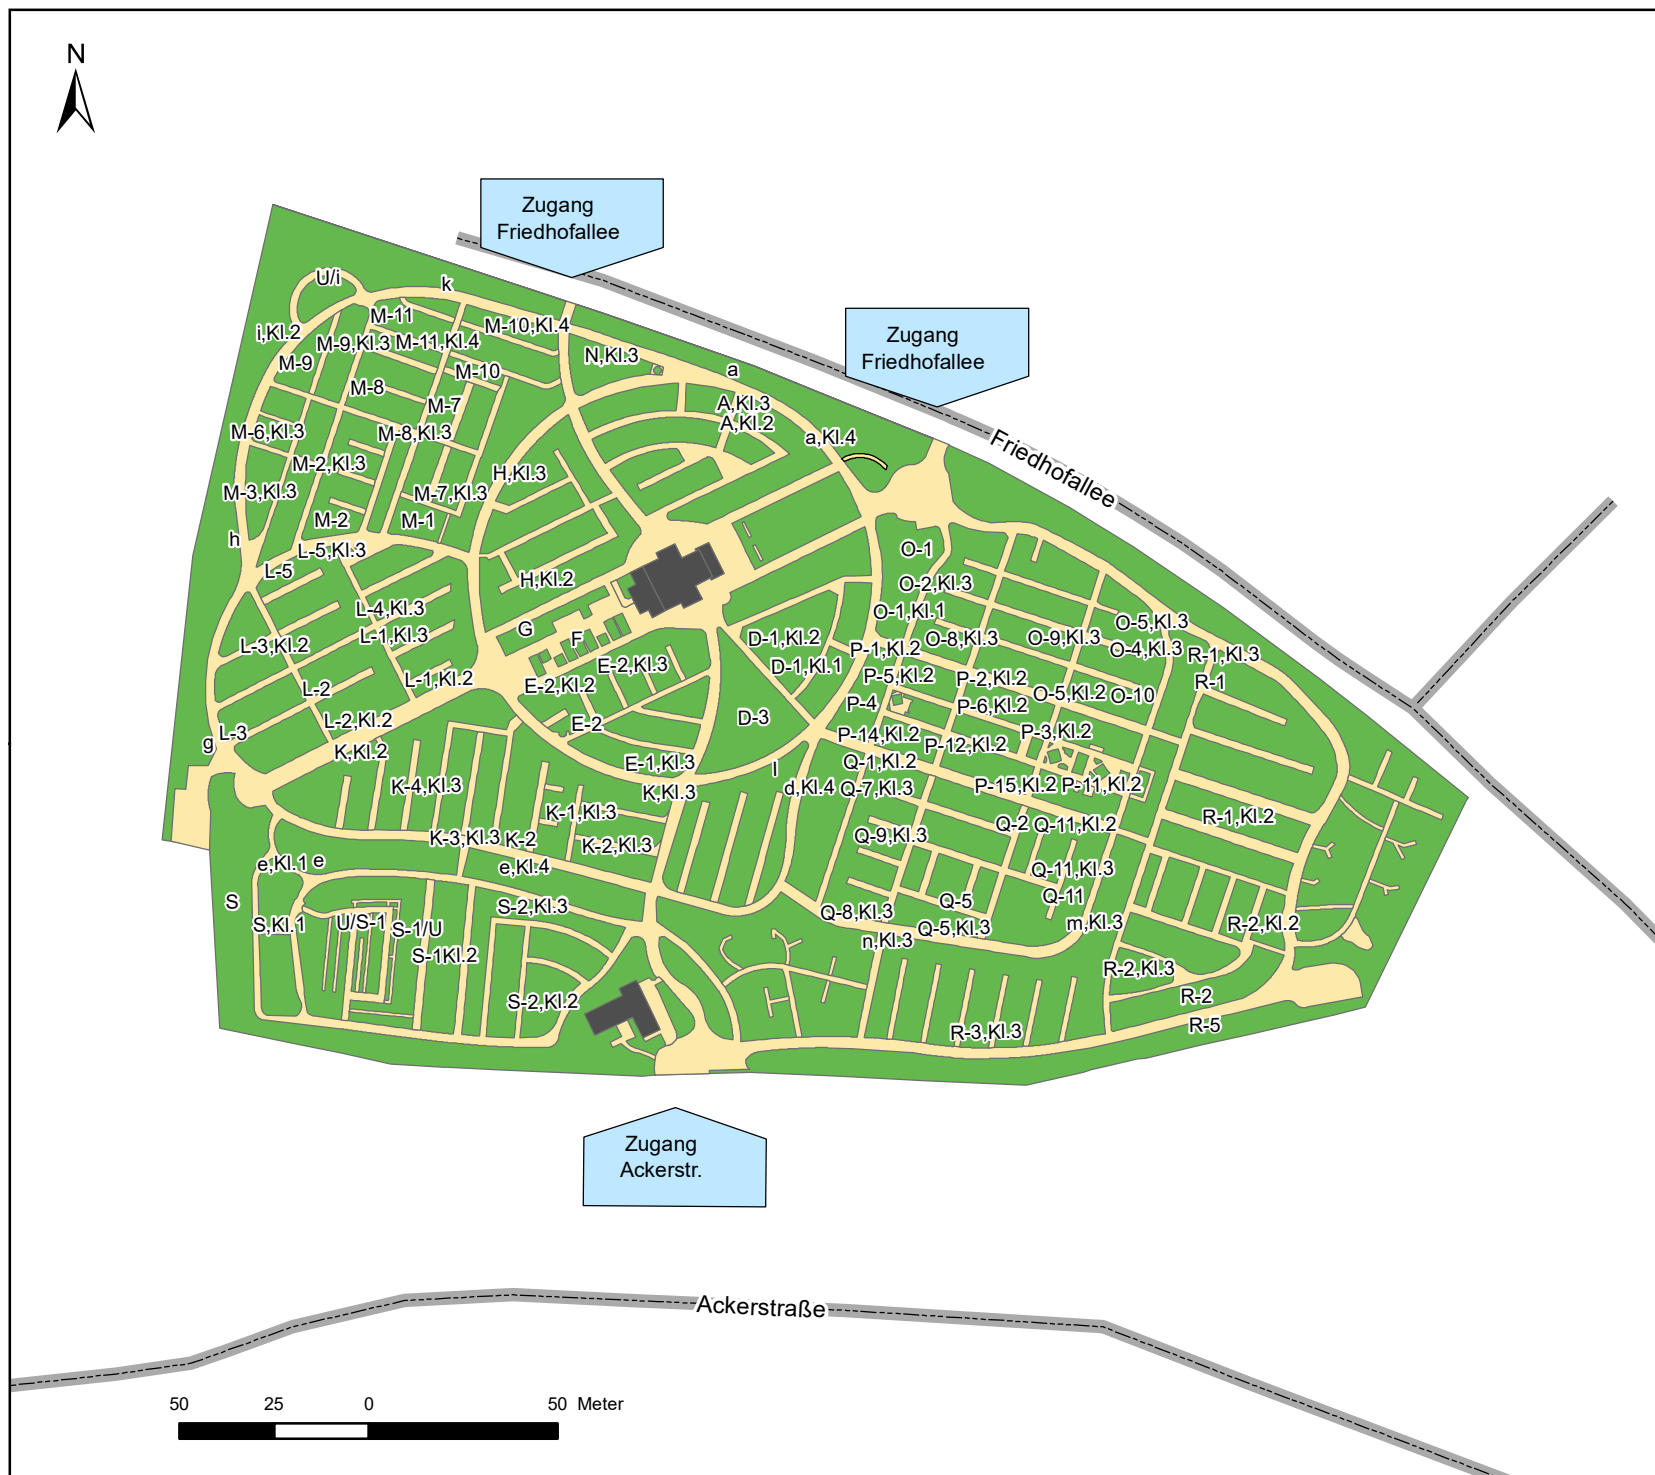 N
Zugang
Friedhofallee
Zugang
Friedhofallee
Friedhofallee
U/i
k
i,Kl.2
M-11
M-9,Kl.3
M-11,Kl.4
M-10,Kl.4
M-9
M-10
N,Kl.3
a
M-8
M-7
A,Kl.3
A,Kl.2
a,Kl.4
M-6,Kl.3
M-8,Kl.3
M-2,Kl.3
H,Kl.3
M-3,Kl.3
M-7,Kl.3
M-2
M-1
h
L-5,Kl.3
L-5
H,Kl.2
O-1
O-2,Kl.3
L-4,Kl.3
O-1,Kl.1
O-5,Kl.3
L-1,Kl.3
G
F
D-1,Kl.2
O-8,Kl.3
O-9,Kl.3
L-3,Kl.2
P-1,Kl.2
O-4,Kl.3
R-1,Kl.3
E-2,Kl.3
D-1,Kl.1
L-1,Kl.2
E-2,Kl.2
P-5,Kl.2
P-2,Kl.2
R-1
L-2
O-5,Kl.2
O-10
P-4
P-6,Kl.2
L-2,Kl.2
E-2
D-3
L-3
P-14,Kl.2
P-3,Kl.2
g
K,Kl.2
P-12,Kl.2
E-1,Kl.3
l
Q-1,Kl.2
K-4,Kl.3
K,Kl.3
d,Kl.4
Q-7,Kl.3
P-15,Kl.2
P-11,Kl.2
K-1,Kl.3
R-1,Kl.2
K-3,Kl.3
K-2
K-2,Kl.3
Q-9,Kl.3
Q-2
Q-11,Kl.2
e,Kl.1
e
e,Kl.4
Q-11,Kl.3
S
S-2,Kl.3
Q-5
Q-11
S,Kl.1
U/S-1
S-1/U
Q-8,Kl.3
Q-5,Kl.3
m,Kl.3
R-2,Kl.2
S-1Kl.2
n,Kl.3
R-2,Kl.3
S-2,Kl.2
R-2
R-3,Kl.3
R-5
Zugang
Ackerstr.
Ackerstraße
50
25
0
50 Meter